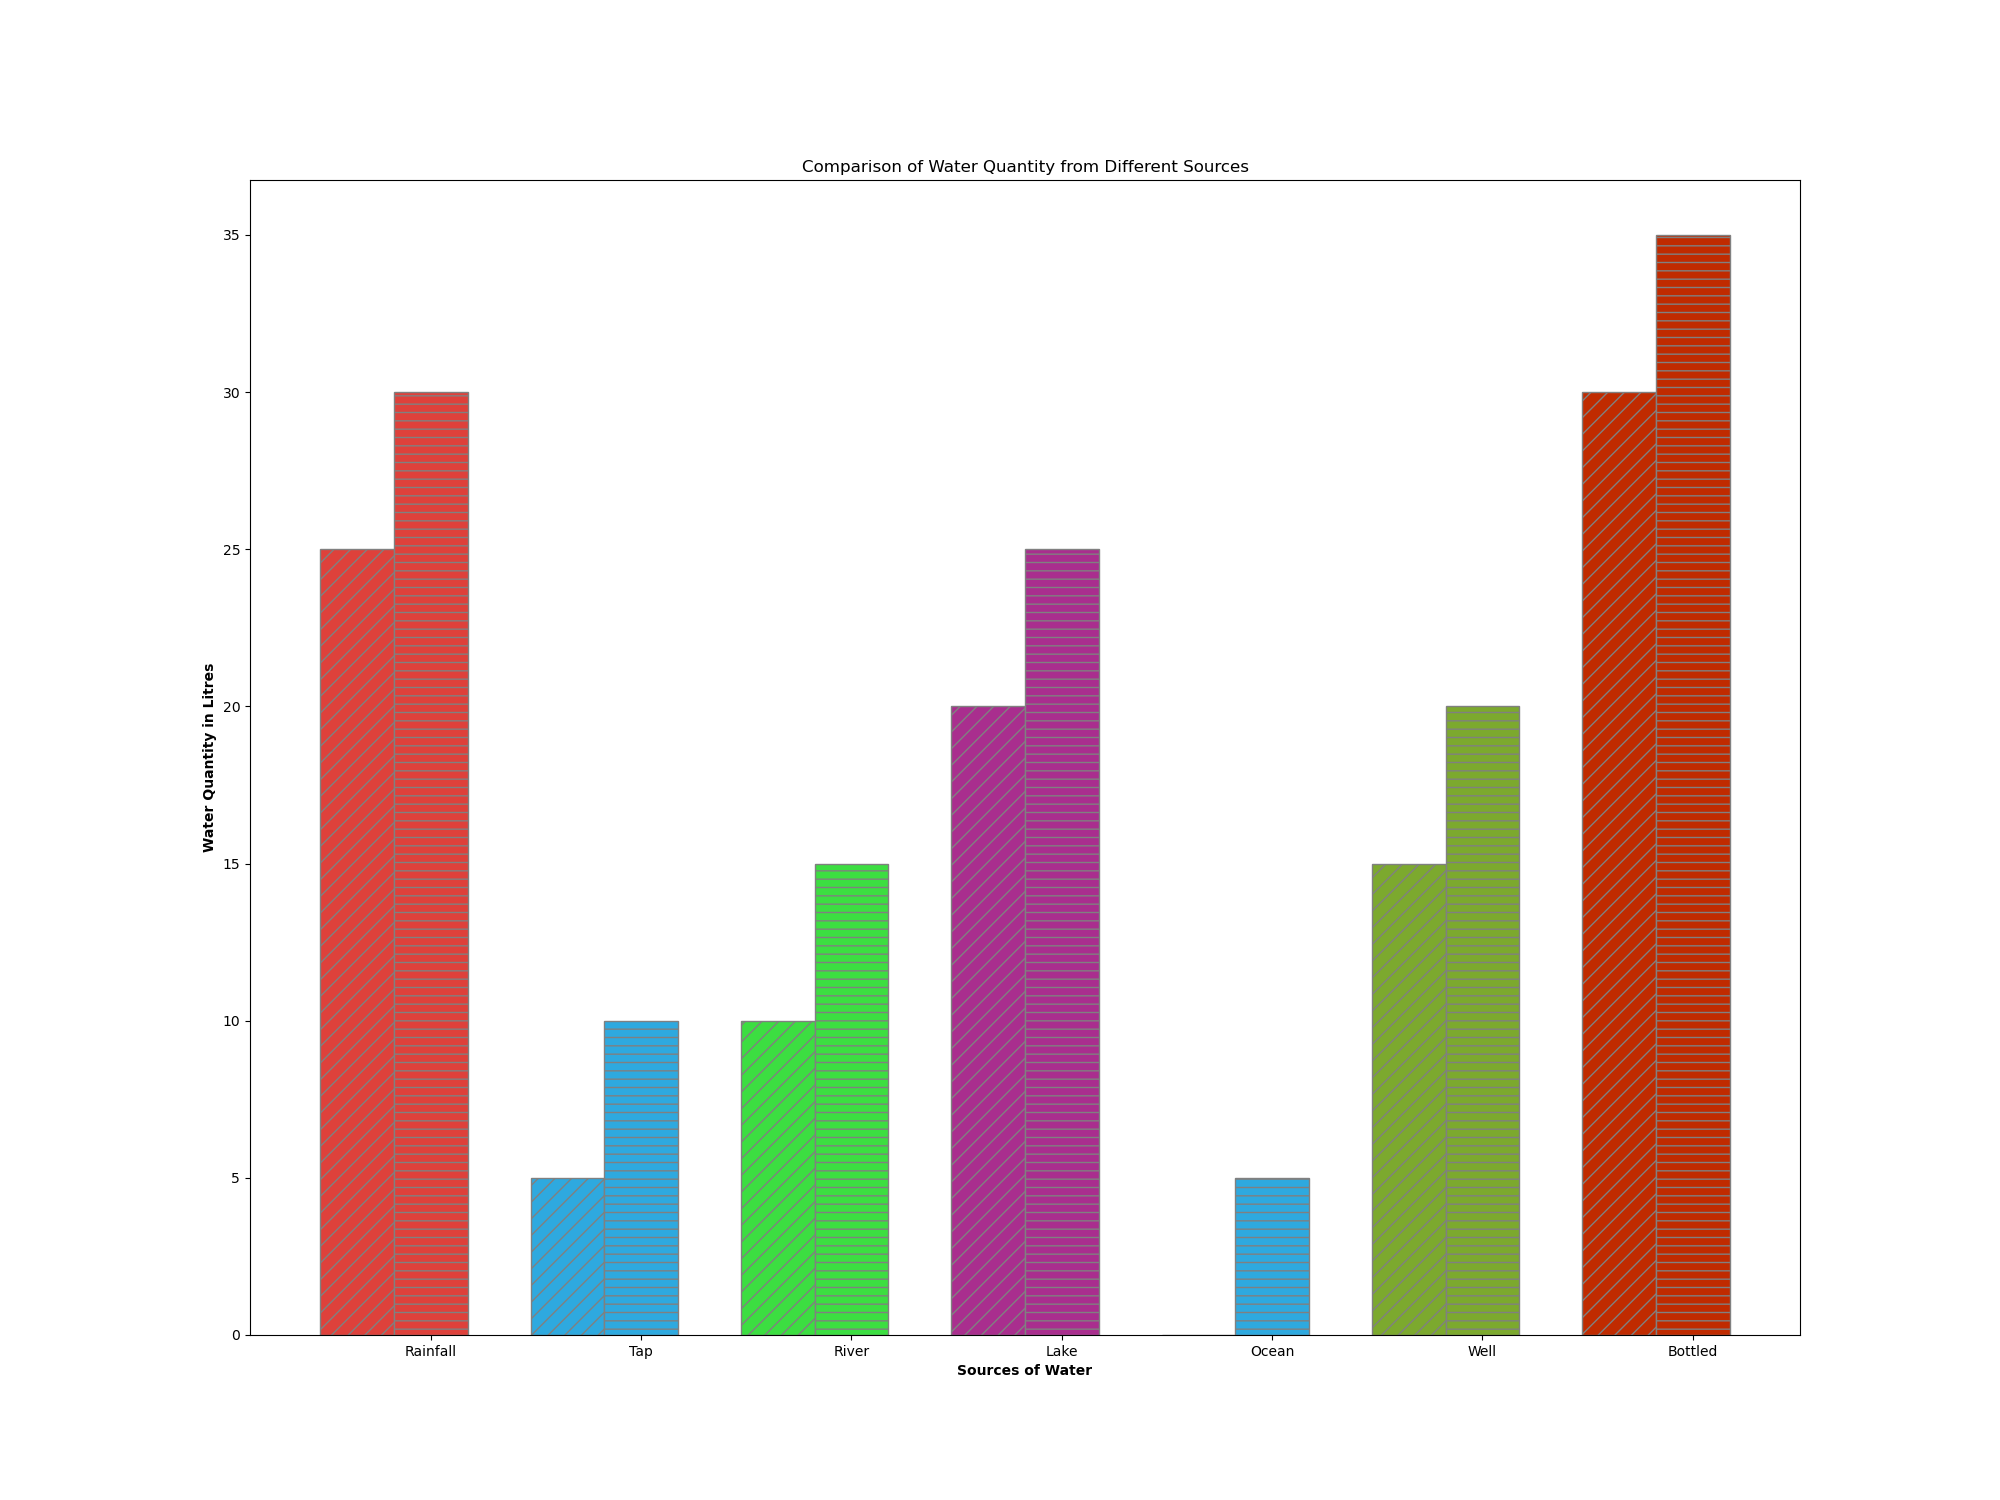 Comparison of Water Quantity from Different Sources
Water Quantity in Litres
35
30
25
20
15
10
5
0
Rainfall Tap River Lake Ocean Well Bottled
Sources of Water